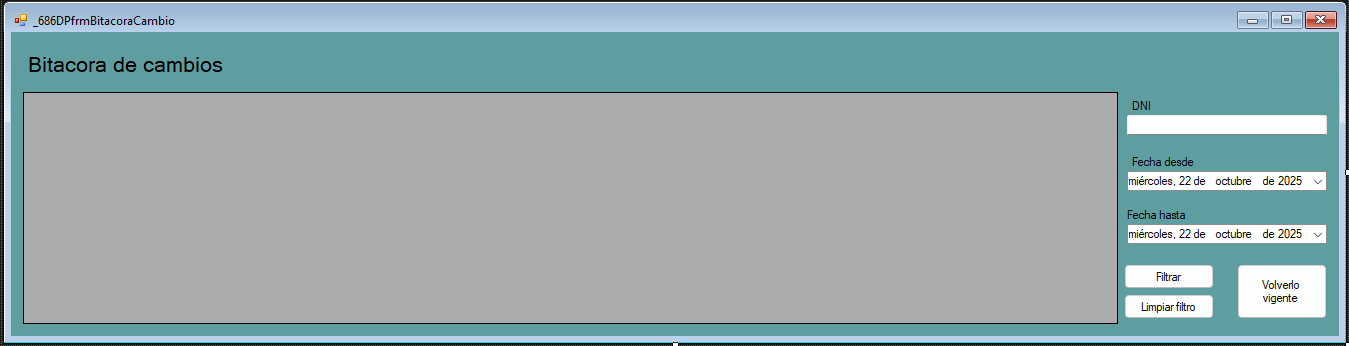 _686DPfrmBitacoraCambio
Bitacora de cambios
DNI
Fecha desde
miércoles, 22 de octubre de 2025
Fecha hasta
miércoles, 22 de octubre de 2025
Filtrar
Limpiar filtro
Volverlo
vigente